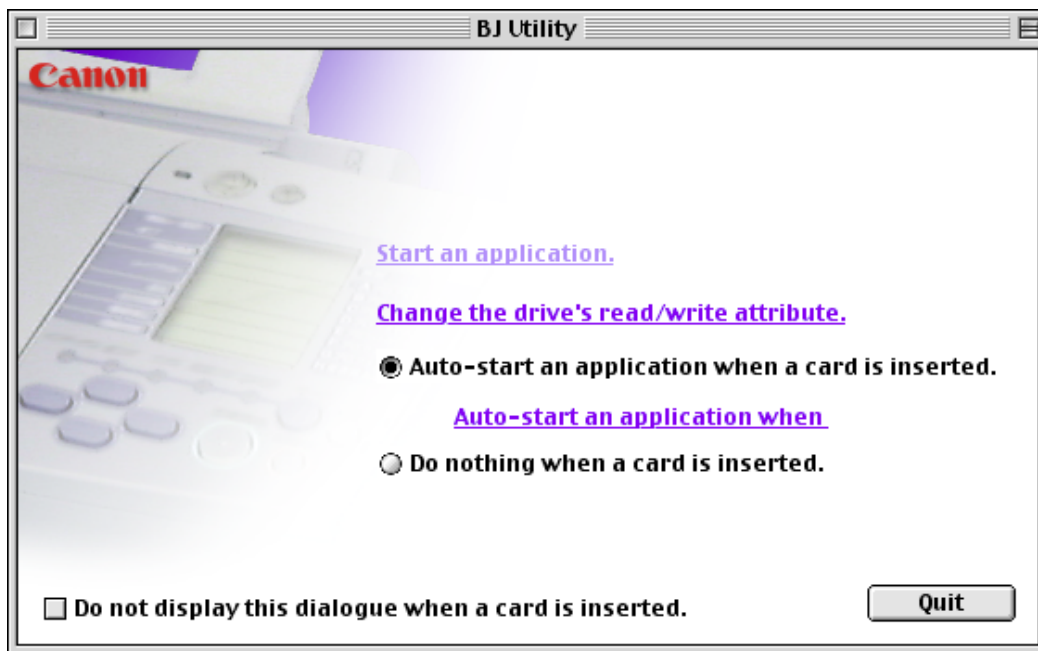 BJ Utility
Canon
Start an application.
Change the drive's read/write attribute.
Auto-start an application when a card is inserted.
Auto-start an application when
Do nothing when a card is inserted.
Do not display this dialogue when a card is inserted.
Quit